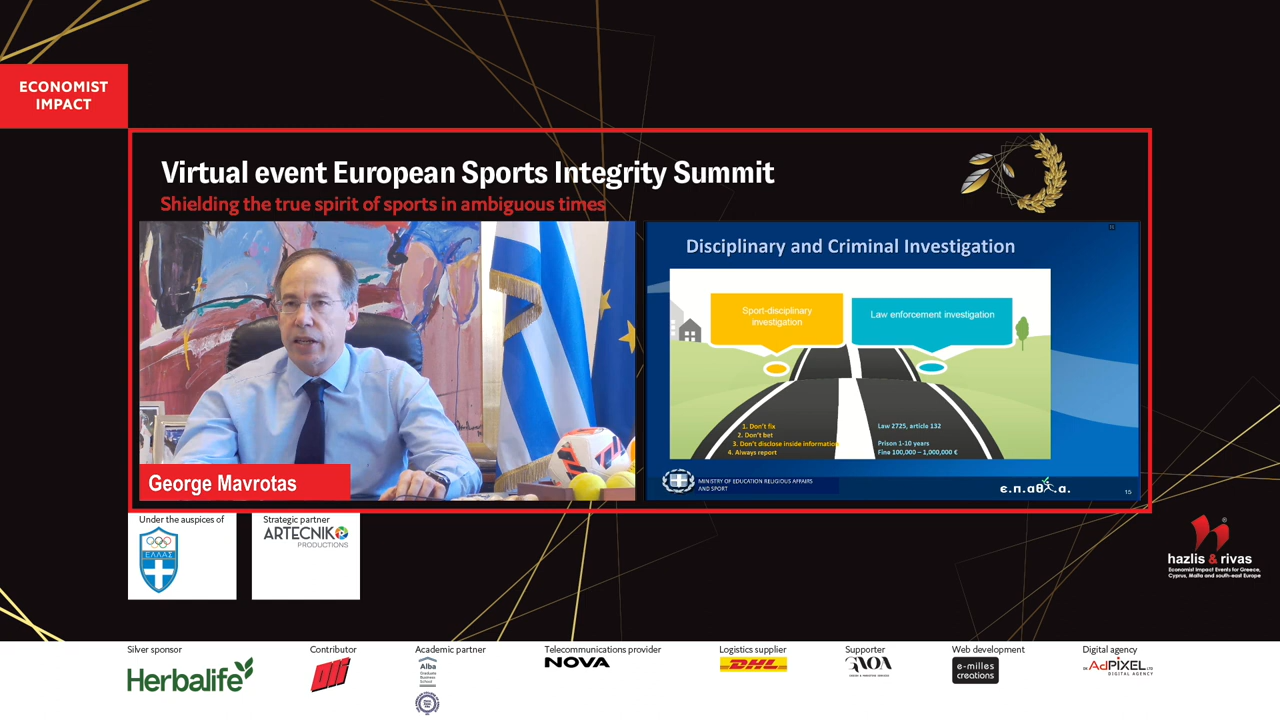 ECONOMIST
IMPACT
Virtual event European Sports Integrity Summit
Shielding the true spirit of sports in ambiguous times
Disciplinary and Criminal Investigation
Sport-disciplinary
investigation
Law enforcement investigation
1. Don't fix
2. Don't bet
3. Don't disclose inside information
4. Always report
Law 2725, article 132
Prison 1-10 years
Fine 100,000 – 1,000,000 €
MINISTRY OF EDUCATION RELIGIOUS AFFAIRS
AND SPORT
ε.π.αθλ.α.
15
George Mavrotas
Under the auspices of
ΕΛΛΑΣ
Strategic partner
ARTECNIKO
PRODUCTIONS
hazlis & rivas
Economist Impact Events for Greece,
Cyprus, Malta and south-east Europe
Silver sponsor
Herbalife
Contributor
Academic partner
Alba
Graduate
Business
School
Telecommunications provider
NOVA
Logistics supplier
DHL
Supporter
Web development
e-milles
creations
Digital agency
ADPIXEL LTD
DIGITAL AGENCY